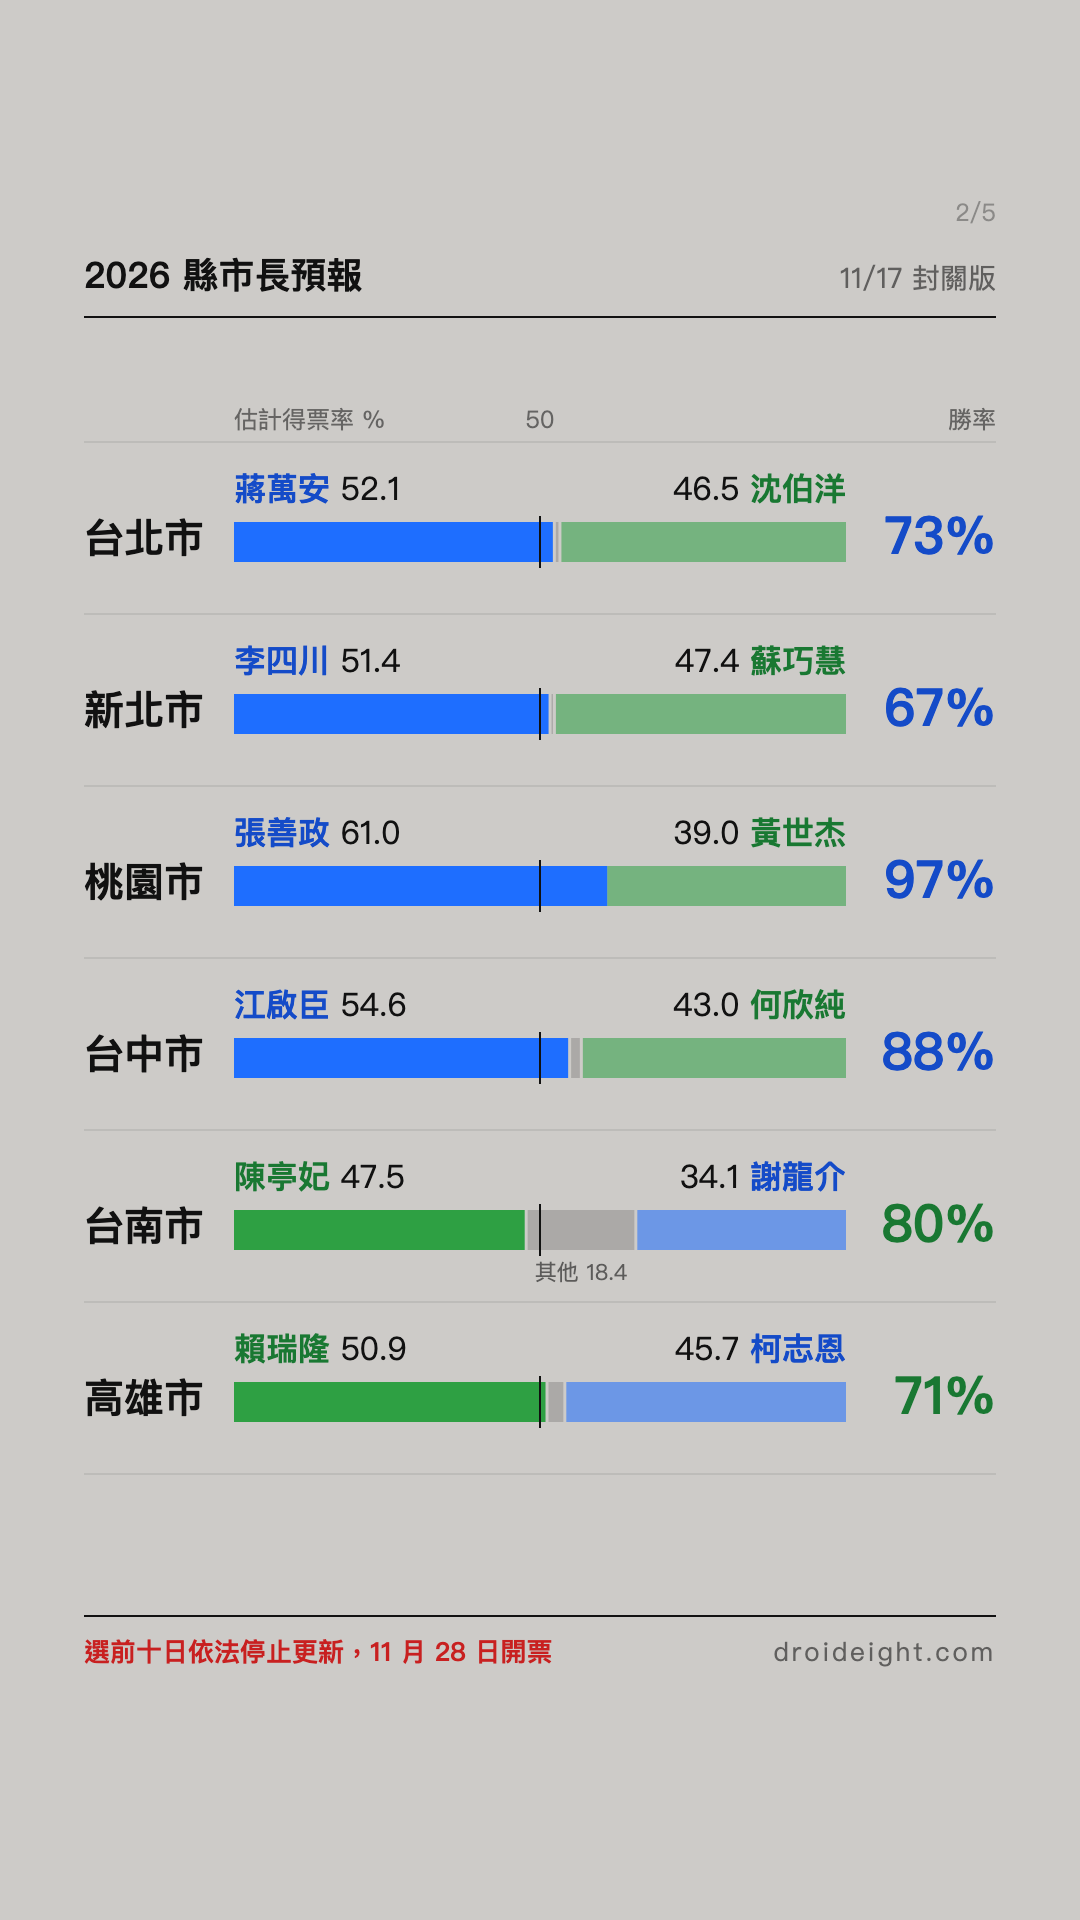 2/5
2026 縣市長預報 11/17 封關版
估計得票率 % 50 勝率
蔣萬安 52.1 46.5 沈伯洋
台北市 73%
李四川 51.4 47.4 蘇巧慧
新北市 67%
張善政 61.0 39.0 黃世杰
桃園市 97%
江啟臣 54.6 43.0 何欣純
台中市 88%
陳亭妃 47.5 34.1 謝龍介
台南市 80%
其他 18.4
賴瑞隆 50.9 45.7 柯志恩
高雄市 71%
選前十日依法停止更新，11 月 28 日開票 droideight.com